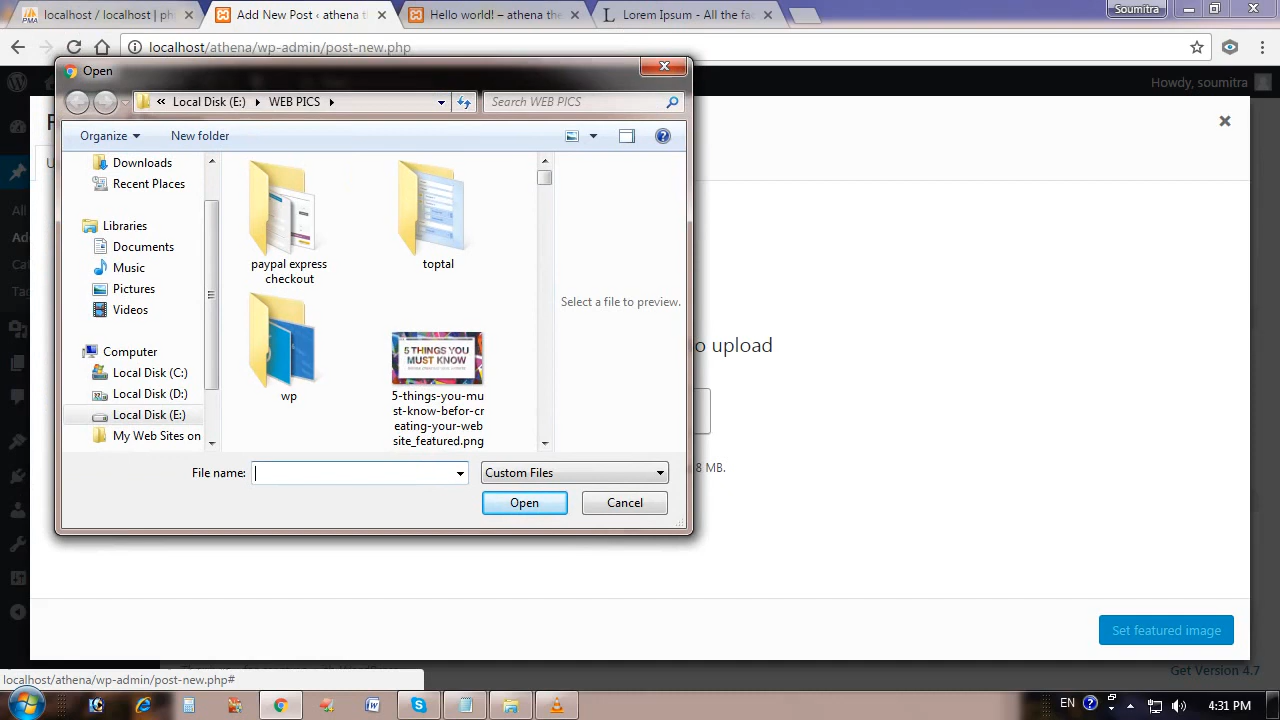 localhost / localhost | ph
Add New Post ‹ athena th
Hello world! – athena the
Lorem Ipsum - All the fa
Soumitra
localhost/athena/wp-admin/post-new.php
Howdy, soumitra
Open
« Local Disk (E:) WEB PICS
Search WEB PICS
Organize
New folder
Downloads
Recent Places
Libraries
Documents
Music
Pictures
Videos
Computer
Local Disk (C:)
Local Disk (D:)
Local Disk (E:)
My Web Sites on
paypal express
checkout
toptal
wp
5 THINGS YOU
MUST KNOW
5-things-you-mu
st-know-befor-cr
eating-your-web
site_featured.png
Select a file to preview.
o upload
8 MB.
File name:
Custom Files
Open
Cancel
All
Ad
Ca
Ta
Set featured image
Get Version 4.7
localhost/athena/wp-admin/post-new.php#
EN
4:31 PM